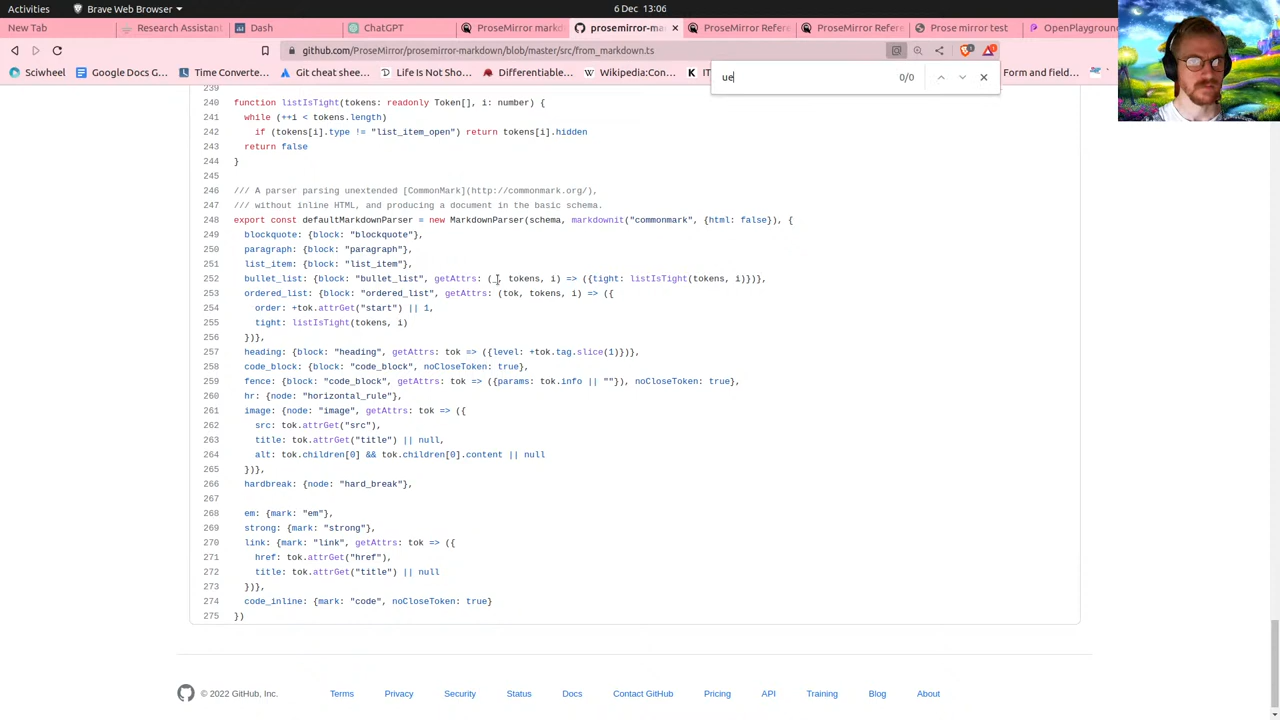 Activities
Brave Web Browser
6 Dec 13:06
New Tab
Research Assistan
Dash
ChatGPT
ProseMirror markd
prosemirror-mark
ProseMirror Refere
ProseMirror Refere
Prose mirror test
OpenPlayground
github.com/ProseMirror/prosemirror-markdown/blob/master/src/from_markdown.ts
Sciwheel
Docs
Time Converte...
Git cheat sheet...
Life Is Not Shor...
Differentiable...
Wikipedia:Con...
Form and field...
ue
0/0
239
240 function listIsTight(tokens: readonly Token[], i: number) {
241 while (++i < tokens.length)
242 if (tokens[i].type != "list_item_open") return tokens[i].hidden
243 return false
244 }
245
246 /// A parser parsing unextended [CommonMark](http://commonmark.org/),
247 /// without inline HTML, and producing a document in the basic schema.
248 export const defaultMarkdownParser = new MarkdownParser(schema, markdownit("commonmark", {html: false}), {
249 blockquote: {block: "blockquote"},
250 paragraph: {block: "paragraph"},
251 list_item: {block: "list_item"},
252 bullet_list: {block: "bullet_list", getAttrs: (_, tokens, i) => ({tight: listIsTight(tokens, i)})},
253 ordered_list: {block: "ordered_list", getAttrs: (tok, tokens, i) => ({
254 order: +tok.attrGet("start") || 1,
255 tight: listIsTight(tokens, i)
256 })},
257 heading: {block: "heading", getAttrs: tok => ({level: +tok.tag.slice(1)})},
258 code_block: {block: "code_block", noCloseToken: true},
259 fence: {block: "code_block", getAttrs: tok => ({params: tok.info || ""}), noCloseToken: true},
260 hr: {node: "horizontal_rule"},
261 image: {node: "image", getAttrs: tok => ({
262 src: tok.attrGet("src"),
263 title: tok.attrGet("title") || null,
264 alt: tok.children[0] && tok.children[0].content || null
265 })},
266 hardbreak: {node: "hard_break"},
267
268 em: {mark: "em"},
269 strong: {mark: "strong"},
270 link: {mark: "link", getAttrs: tok => ({
271 href: tok.attrGet("href"),
272 title: tok.attrGet("title") || null
273 })},
274 code_inline: {mark: "code", noCloseToken: true}
275 })
© 2022 GitHub, Inc.
Terms
Privacy
Security
Status
Docs
Contact GitHub
Pricing
API
Training
Blog
About